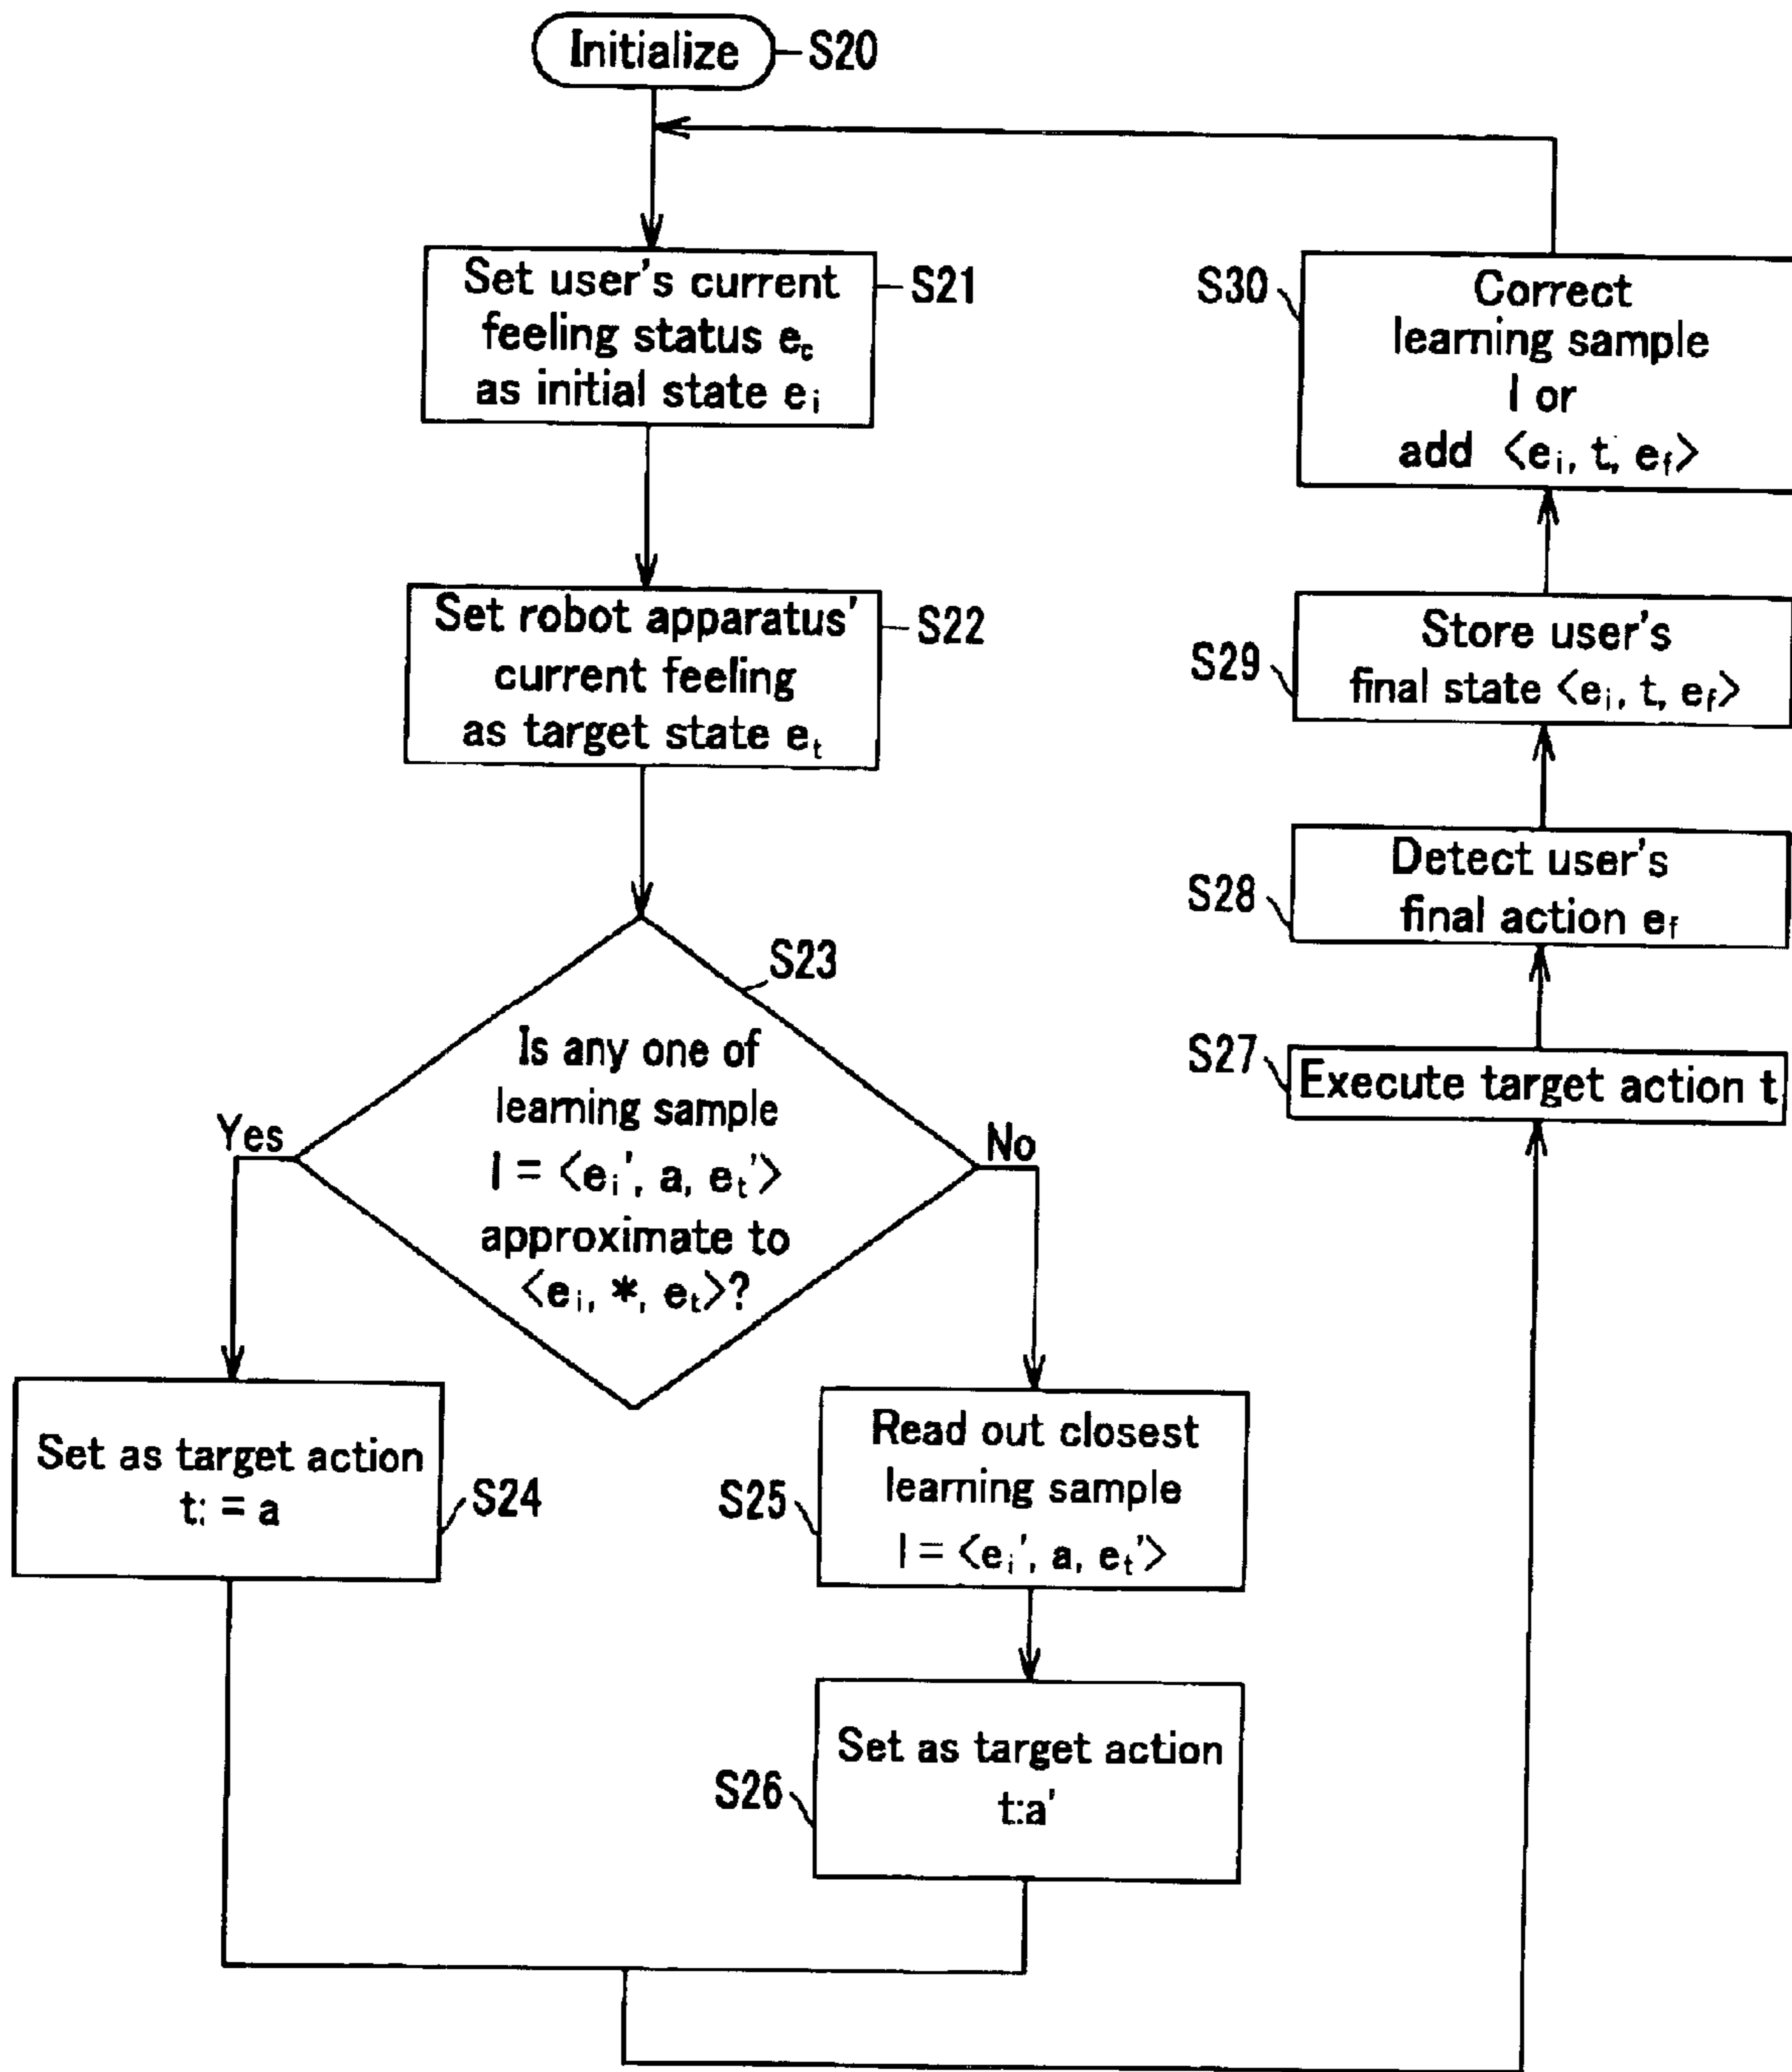 Initialize
S20
Set user's current
feeling status e_c
as initial state e_i
S21
Set robot apparatus'
current feeling
as target state e_t
S22
S23
Is any one of
learning sample
l = <e_i', a, e_t'>
approximate to
<e_i, *, e_t>?
Yes
No
Set as target action
t: = a
S24
Read out closest
learning sample
l = <e_i', a, e_t'>
S25
Set as target action
t:a'
S26
S27
Execute target action t
S28
Detect user's
final action e_f
S29
Store user's
final state <e_i, t, e_f>
S30
Correct
learning sample
l or
add <e_i, t, e_f>